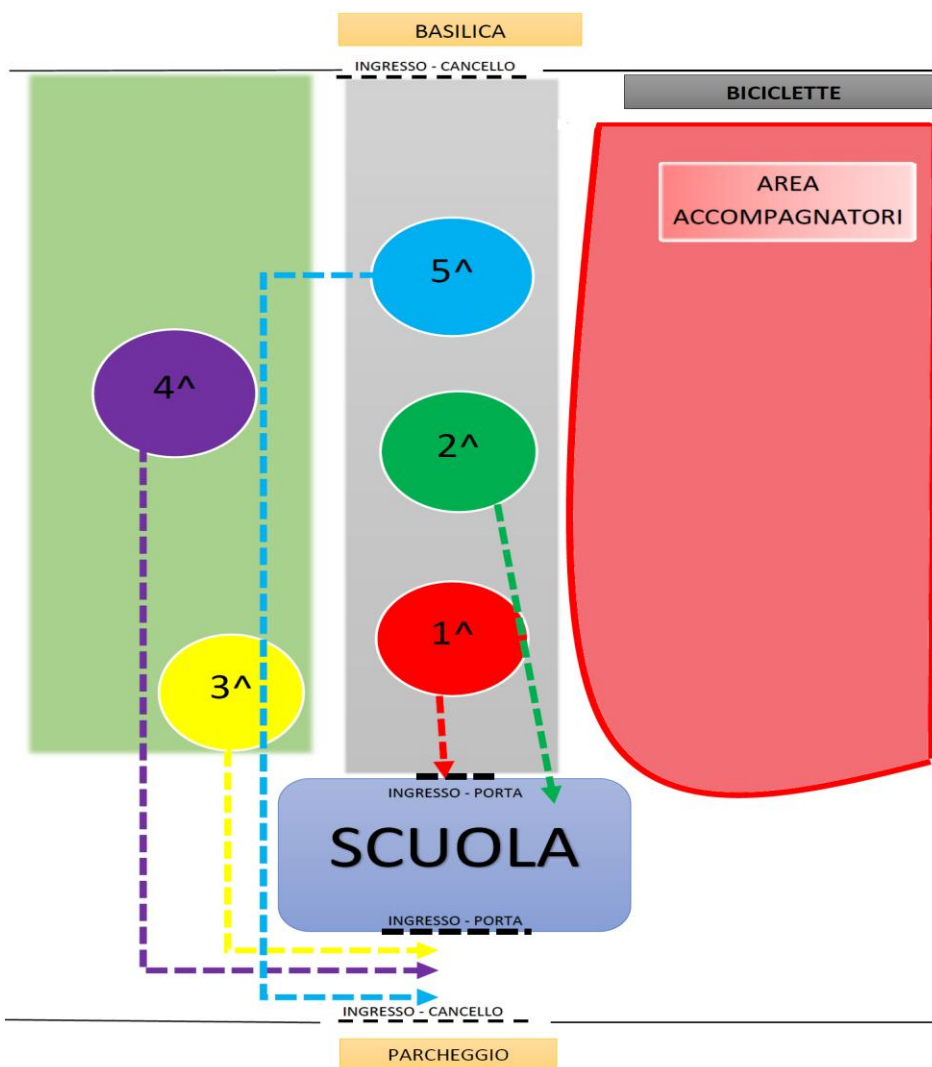 BASILICA
INGRESSO - CANCELLO
BICICLETTE
AREA
ACCOMPAGNATORI
5^
4^
2^
1^
3^
INGRESSO - PORTA
SCUOLA
INGRESSO - PORTA
INGRESSO - CANCELLO
PARCHEGGIO